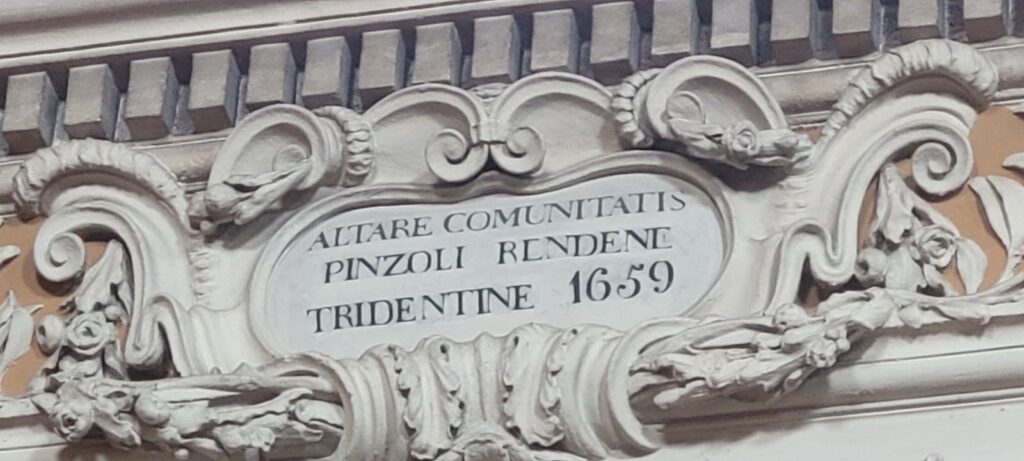 ALTARE COMUNITATIS
PINZOLI RENDENE
TRIDENTINE 1659